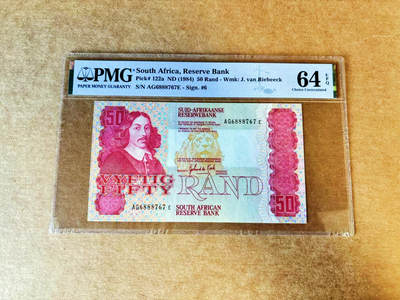 PMG
PAPER MONEY GUARANTY
South Africa, Reserve Bank
Pick# 122a ND (1984) 50 Rand - Wmk: J. van Riebeeck
S/N AG6888767E - Sign. #6
64 EPQ
Choice Uncirculated
50
SUID-AFRIKAANSE
RESERWEBANK
AG6888767 E
VYFTIG
FIFTY
RAND
AG6888767 E
SOUTH AFRICAN
RESERVE BANK
50